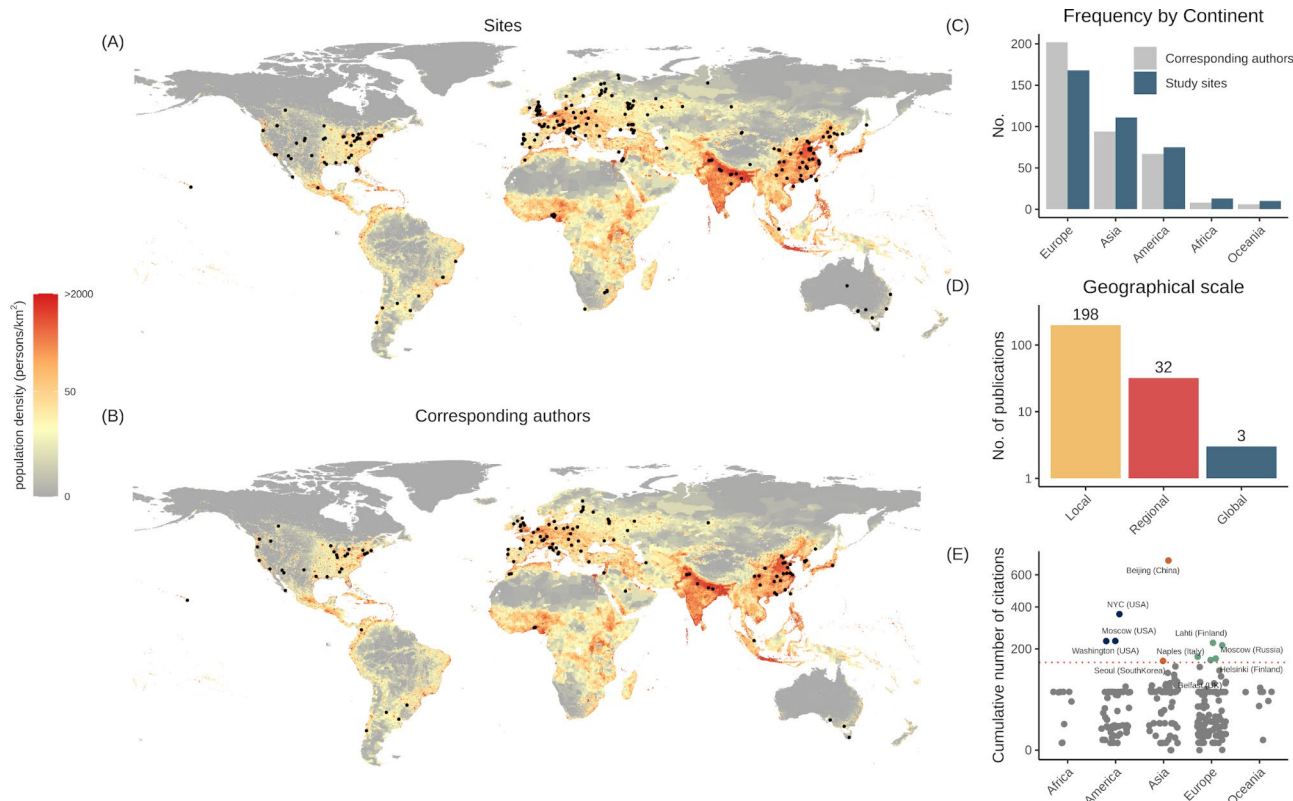 (A)
Sites
(B)
Corresponding authors
population density (persons/km²)
>2000
50
0
(C)
Frequency by Continent
No.
200
150
100
50
0
Corresponding authors
Study sites
Europe
Asia
America
Africa
Oceania
(D)
Geographical scale
No. of publications
100
10
1
198
32
3
Local
Regional
Global
(E)
Cumulative number of citations
600
400
200
0
Beijing (China)
NYC (USA)
Moscow (USA)
Lahti (Finland)
Washington (USA)
Naples (Italy)
Moscow (Russia)
Seoul (SouthKorea)
Helsinki (Finland)
Belfast (UK)
Africa
America
Asia
Europe
Oceania